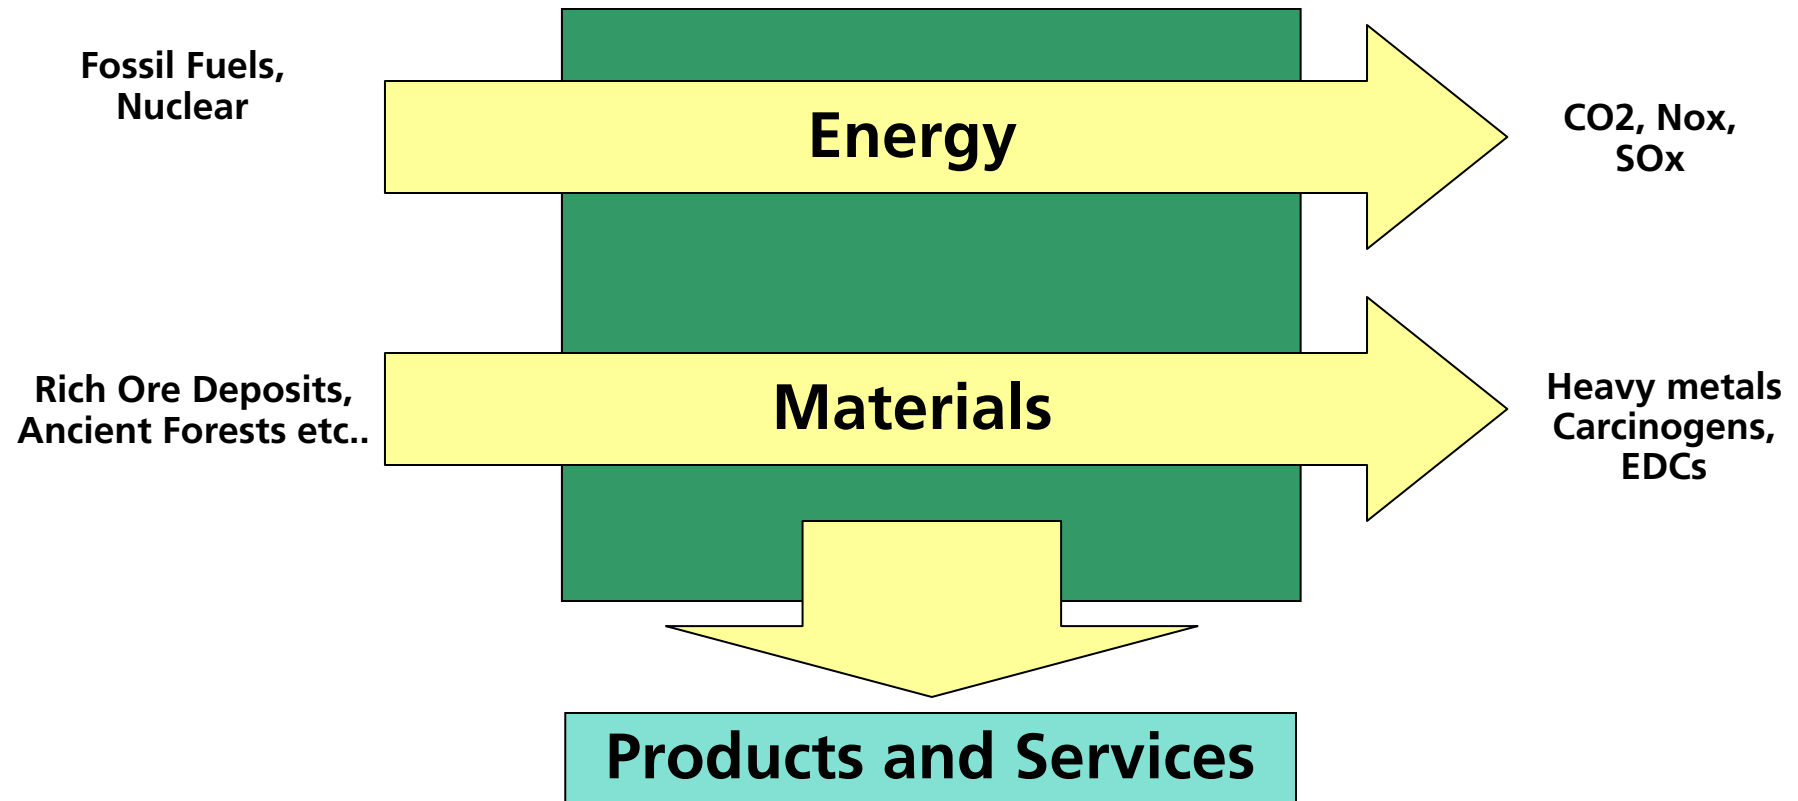 Fossil Fuels,
Nuclear
Energy
CO2, Nox,
SOx
Rich Ore Deposits,
Ancient Forests etc..
Materials
Heavy metals
Carcinogens,
EDCs
Products and Services